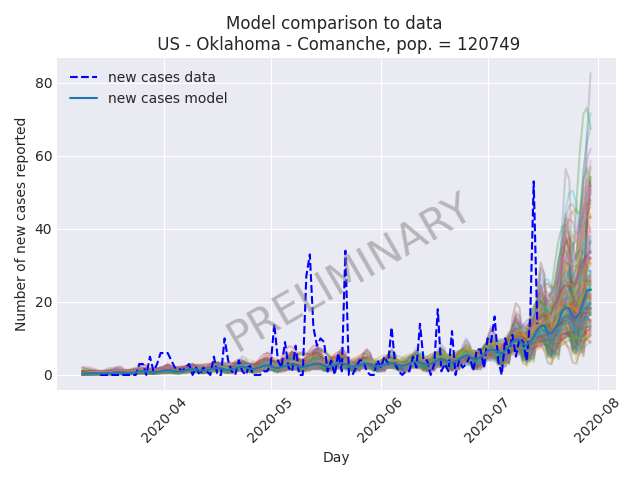 Model comparison to data
US - Oklahoma - Comanche, pop. = 120749
new cases data
new cases model
PRELIMINARY
Number of new cases reported
80
60
40
20
0
2020-04
2020-05
2020-06
2020-07
2020-08
Day